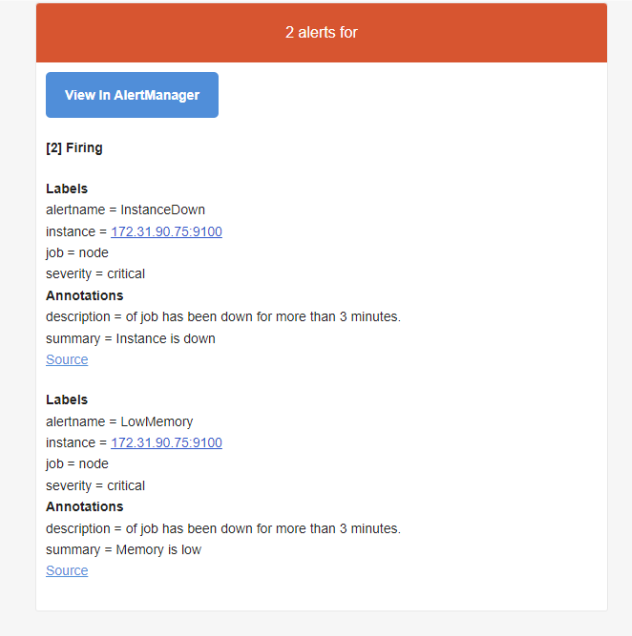 2 alerts for
View In AlertManager
[2] Firing
Labels
alertname = InstanceDown
instance = 172.31.90.75:9100
job = node
severity = critical
Annotations
description = of job has been down for more than 3 minutes.
summary = Instance is down
Source
Labels
alertname = LowMemory
instance = 172.31.90.75:9100
job = node
severity = critical
Annotations
description = of job has been down for more than 3 minutes.
summary = Memory is low
Source